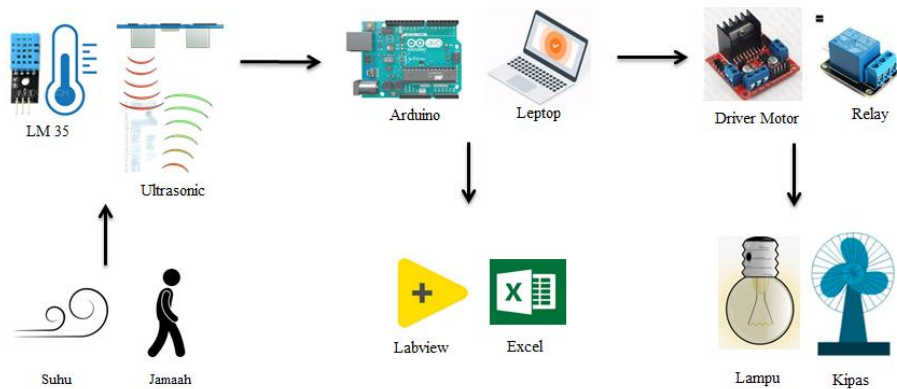 LM 35
Ultrasonic
Arduino
Leptop
Driver Motor
=
Relay
Labview
Excel
Suhu
Jamaah
Lampu
Kipas